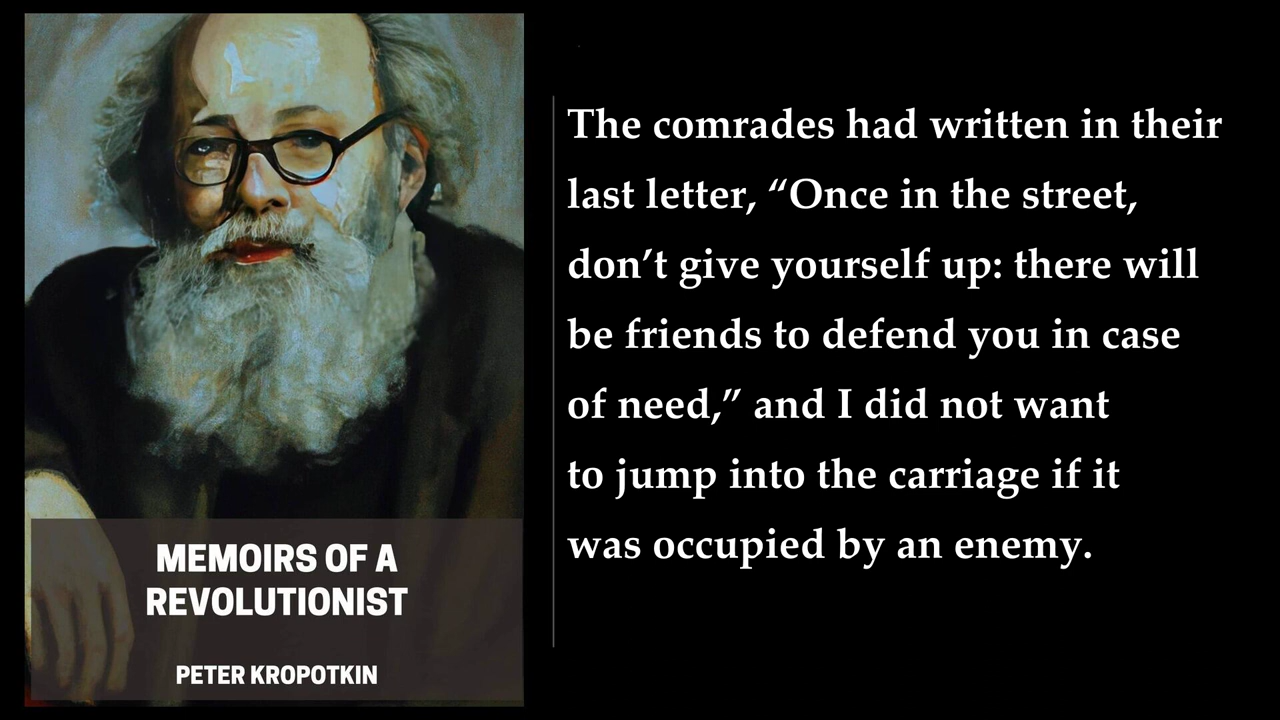 MEMOIRS OF A
REVOLUTIONIST
PETER KROPOTKIN
The comrades had written in their
last letter, “Once in the street,
don’t give yourself up: there will
be friends to defend you in case
of need,” and I did not want
to jump into the carriage if it
was occupied by an enemy.